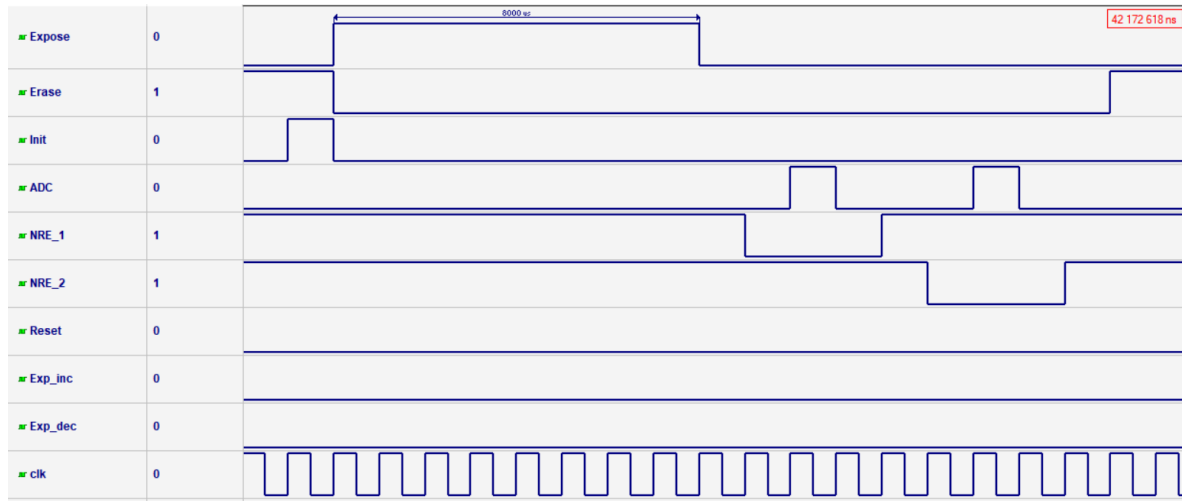 8000 us
42 172 618 ns
Expose 0
Erase 1
Init 0
ADC 0
NRE_1 1
NRE_2 1
Reset 0
Exp_inc 0
Exp_dec 0
clk 0